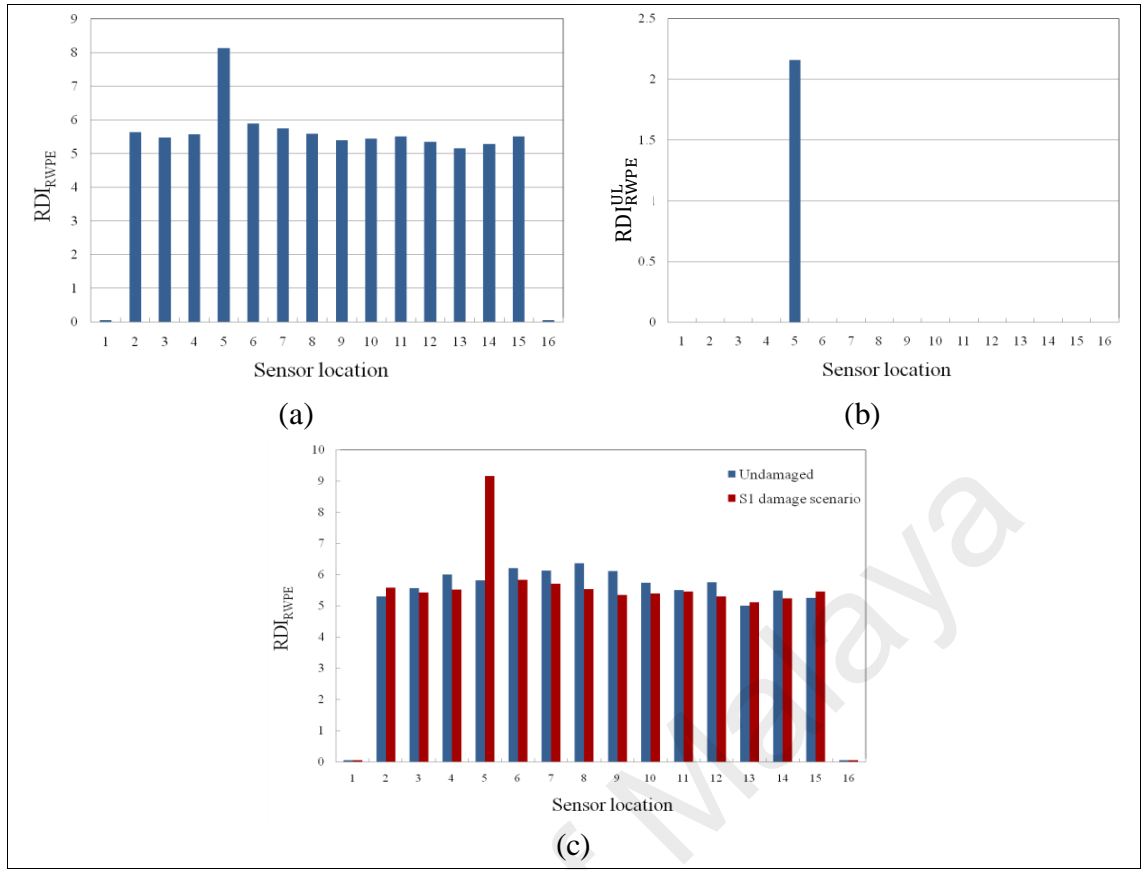 9
8
7
6
5
4
3
2
1
0
RDI_RWPE
1 2 3 4 5 6 7 8 9 10 11 12 13 14 15 16
Sensor location
(a)
2.5
2
1.5
1
0.5
0
RDI^UL_RWPE
1 2 3 4 5 6 7 8 9 10 11 12 13 14 15 16
Sensor location
(b)
10
9
8
7
6
5
4
3
2
1
0
RDI_RWPE
Undamaged
S1 damage scenario
1 2 3 4 5 6 7 8 9 10 11 12 13 14 15 16
Sensor location
(c)
of Malaya